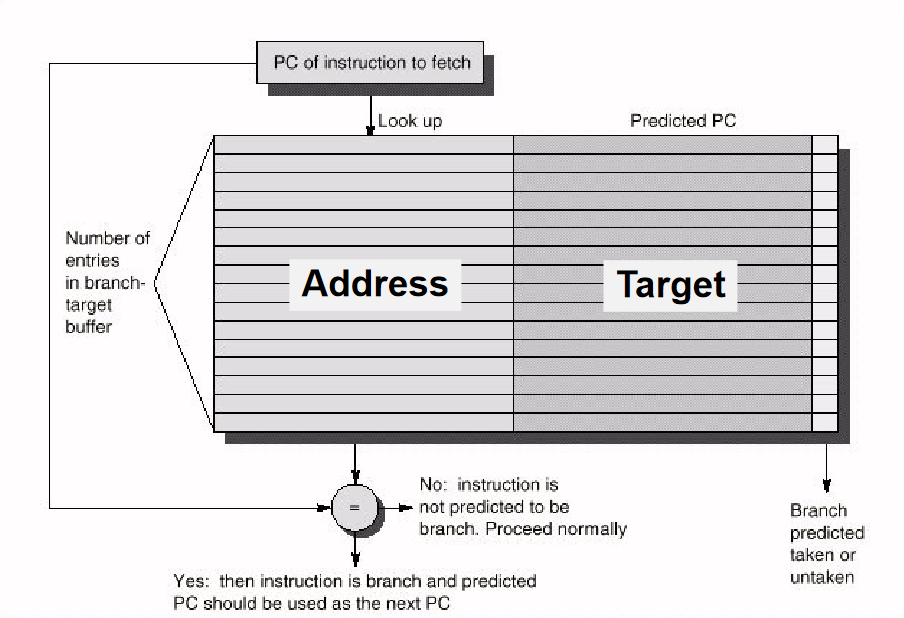 PC of instruction to fetch
Look up
Predicted PC
Number of
entries
in branch-
target
buffer
Address
Target
=
No: instruction is
not predicted to be
branch. Proceed normally
Branch
predicted
taken or
untaken
Yes: then instruction is branch and predicted
PC should be used as the next PC